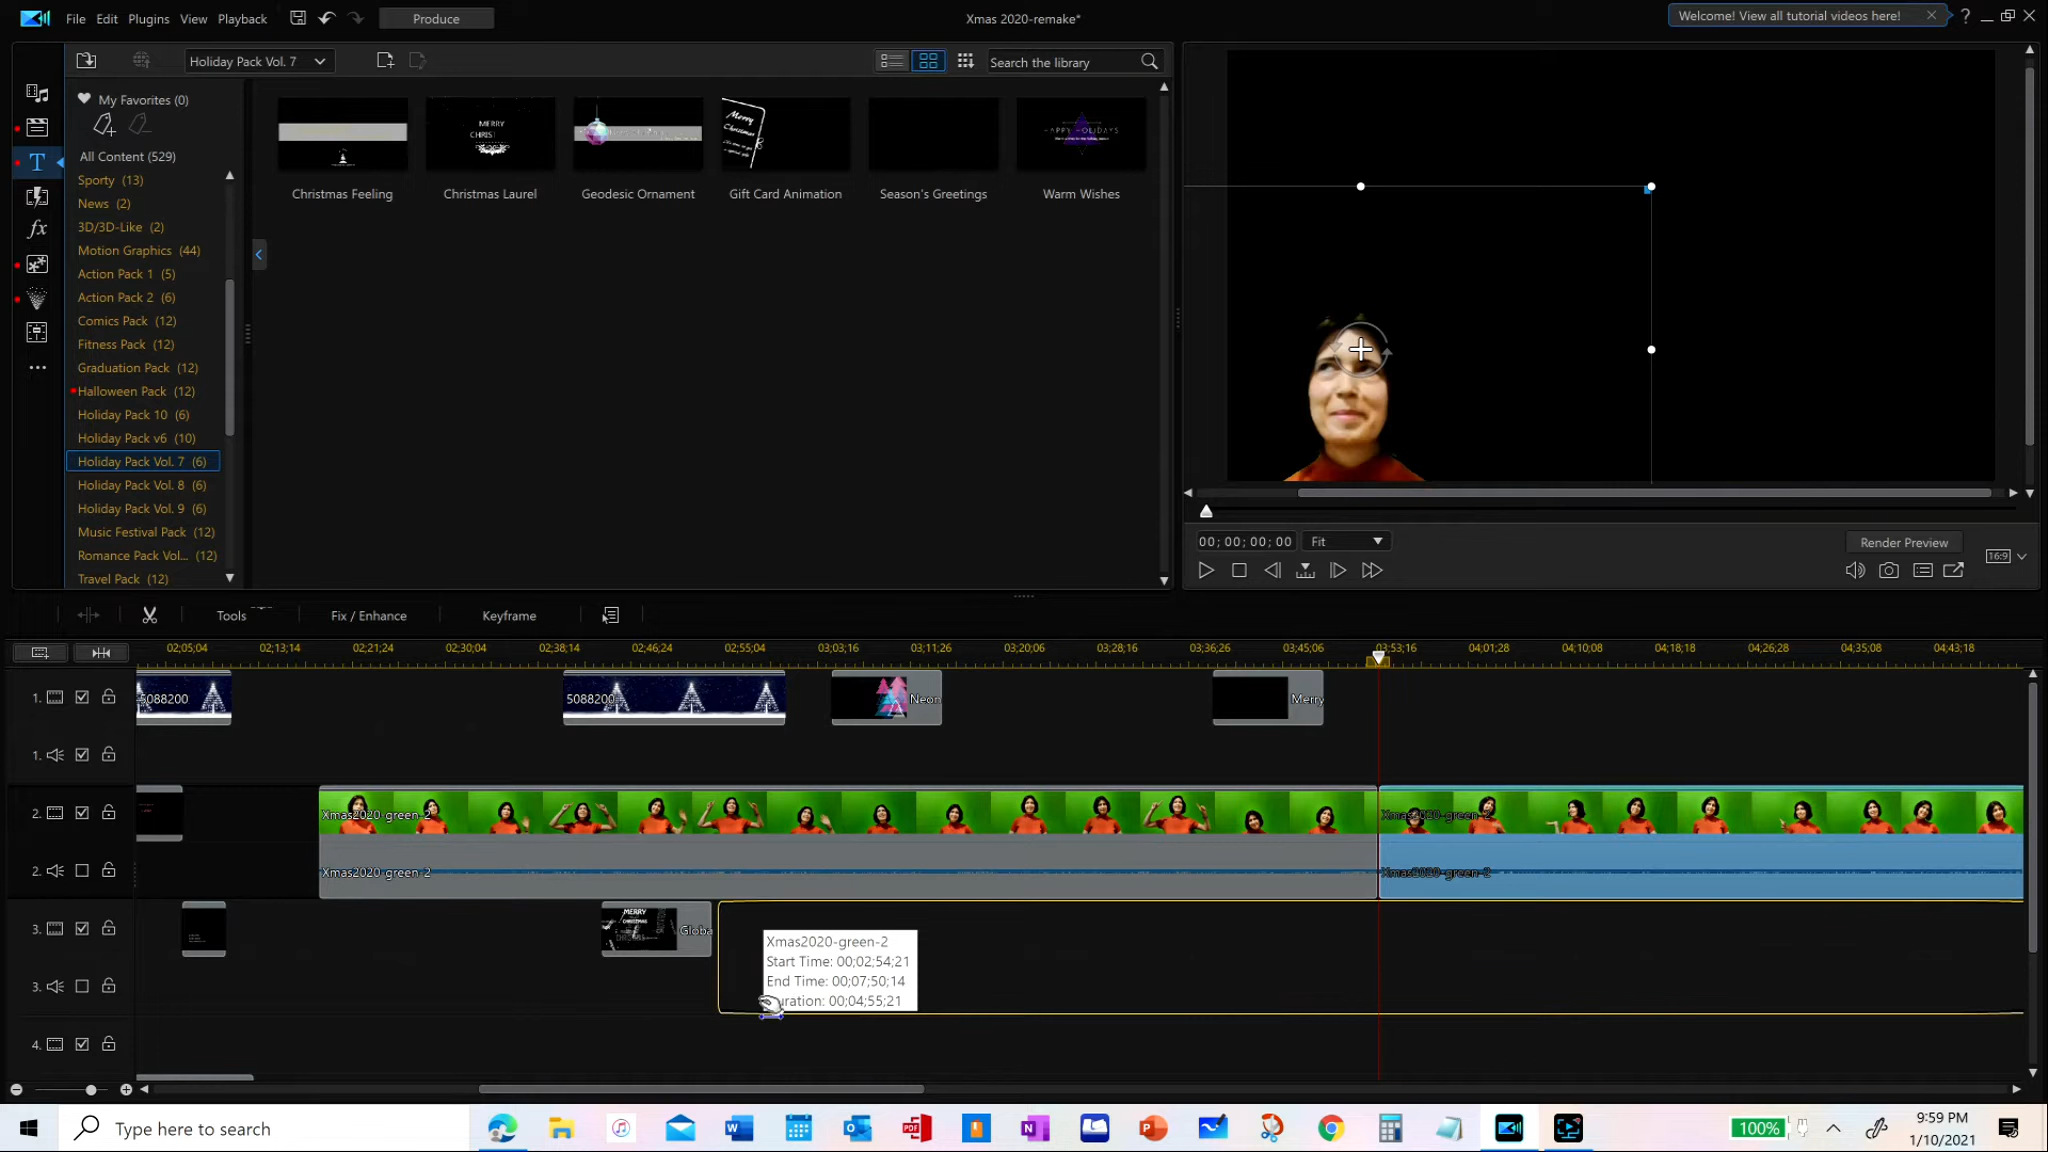 File Edit Plugins View Playback Produce Xmas 2020-remake* Welcome! View all tutorial videos here!
Holiday Pack Vol. 7 Search the library
My Favorites (0)
All Content (529)
Sporty (13)
News (2)
3D/3D-Like (2)
Motion Graphics (44)
Action Pack 1 (5)
Action Pack 2 (6)
Comics Pack (12)
Fitness Pack (12)
Graduation Pack (12)
Halloween Pack (12)
Holiday Pack 10 (6)
Holiday Pack v6 (10)
Holiday Pack Vol. 7 (6)
Holiday Pack Vol. 8 (6)
Holiday Pack Vol. 9 (6)
Music Festival Pack (12)
Romance Pack Vol... (12)
Travel Pack (12)
MERRY
Merry
Christmas
HAPPY HOLIDAYS
Christmas Feeling Christmas Laurel Geodesic Ornament Gift Card Animation Season's Greetings Warm Wishes
00; 00; 00; 00 Fit Render Preview 16:9
Tools Fix / Enhance Keyframe
02;05;04 02;13;14 02;21;24 02;30;04 02;38;14 02;46;24 02;55;04 03;03;16 03;11;26 03;20;06 03;28;16 03;36;26 03;45;06 03;53;16 04;01;28 04;10;08 04;18;18 04;26;28 04;35;08 04;43;18
1. 5088200 5088200 Neon Merry
1.
2. Xmas2020-green-2 Xmas2020-green-2
2. Xmas2020-green-2 Xmas2020-green-2
3. MERRY CHRISTMAS Globa
Xmas2020-green-2
Start Time: 00;02;54;21
End Time: 00;07;50;14
3. uration: 00;04;55;21
4.
Type here to search 100% 9:59 PM
1/10/2021